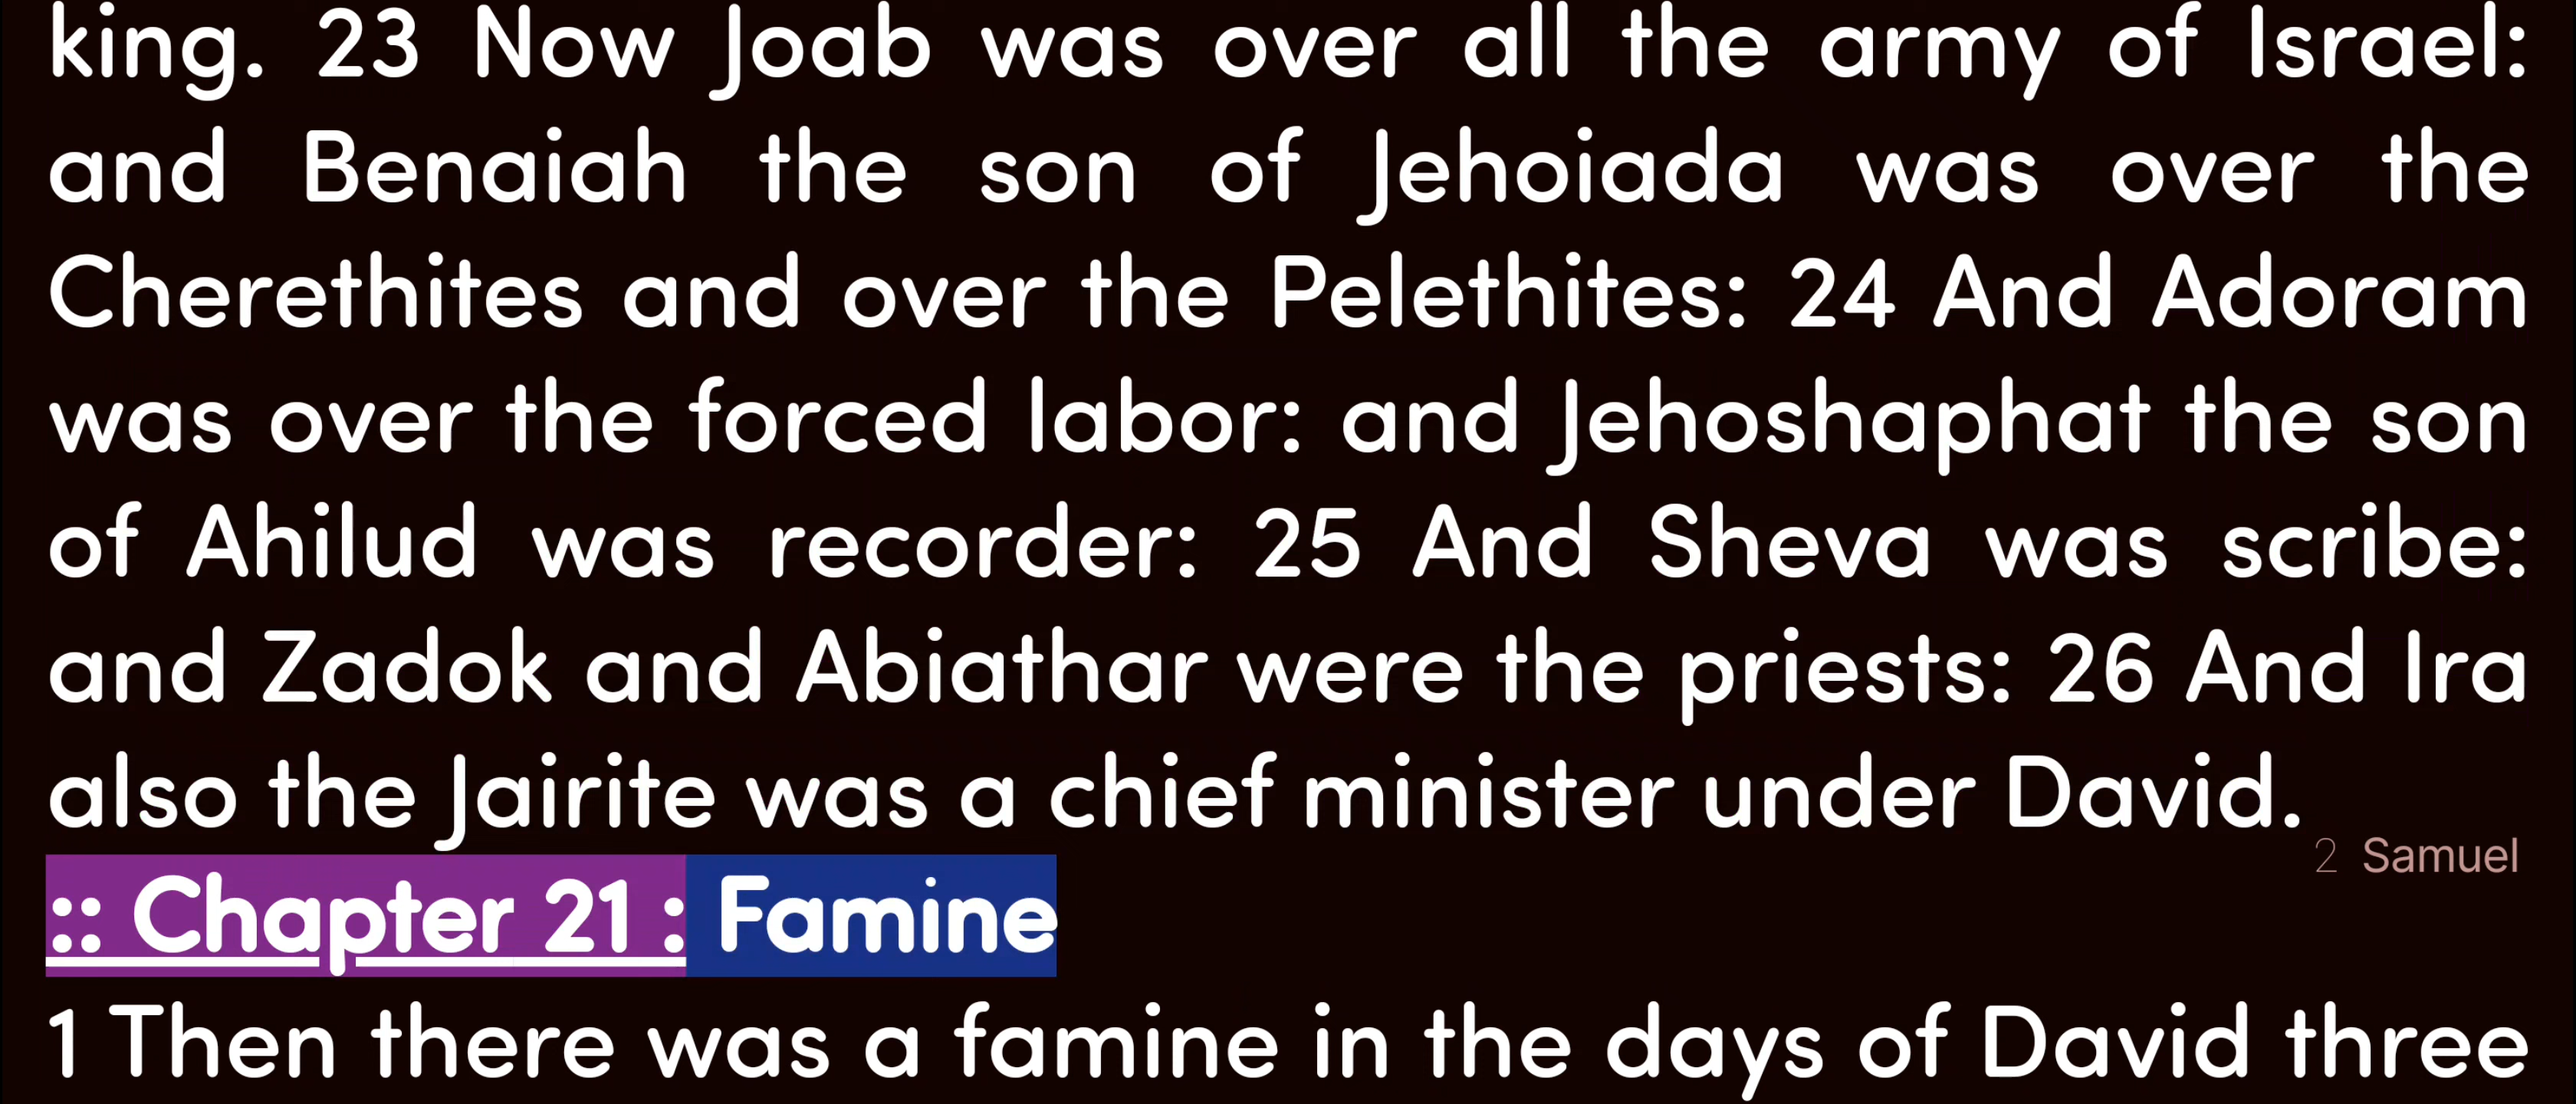 king. 23 Now Joab was over all the army of Israel:
and Benaiah the son of Jehoiada was over the
Cherethites and over the Pelethites: 24 And Adoram
was over the forced labor: and Jehoshaphat the son
of Ahilud was recorder: 25 And Sheva was scribe:
and Zadok and Abiathar were the priests: 26 And Ira
also the Jairite was a chief minister under David.
2 Samuel
:: Chapter 21 : Famine
1 Then there was a famine in the days of David three